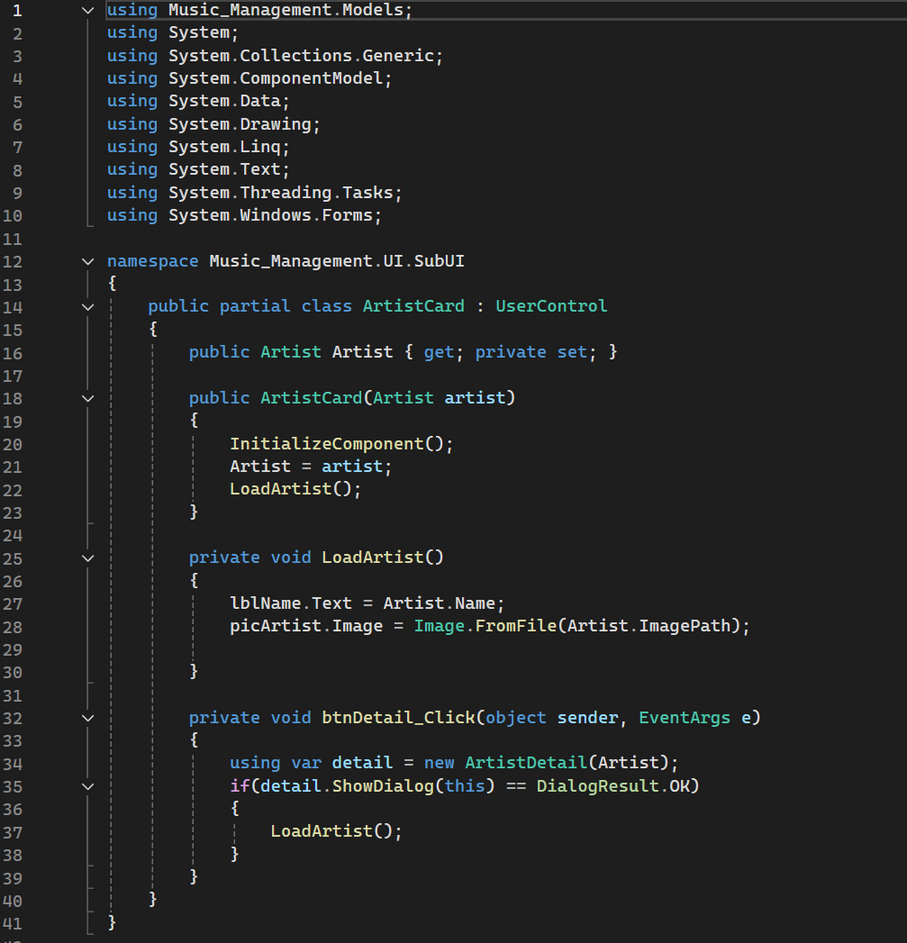 1 using Music_Management.Models;
2 using System;
3 using System.Collections.Generic;
4 using System.ComponentModel;
5 using System.Data;
6 using System.Drawing;
7 using System.Linq;
8 using System.Text;
9 using System.Threading.Tasks;
10 using System.Windows.Forms;
11
12 namespace Music_Management.UI.SubUI
13 {
14 public partial class ArtistCard : UserControl
15 {
16 public Artist Artist { get; private set; }
17
18 public ArtistCard(Artist artist)
19 {
20 InitializeComponent();
21 Artist = artist;
22 LoadArtist();
23 }
24
25 private void LoadArtist()
26 {
27 lblName.Text = Artist.Name;
28 picArtist.Image = Image.FromFile(Artist.ImagePath);
29
30 }
31
32 private void btnDetail_Click(object sender, EventArgs e)
33 {
34 using var detail = new ArtistDetail(Artist);
35 if(detail.ShowDialog(this) == DialogResult.OK)
36 {
37 LoadArtist();
38 }
39 }
40 }
41 }